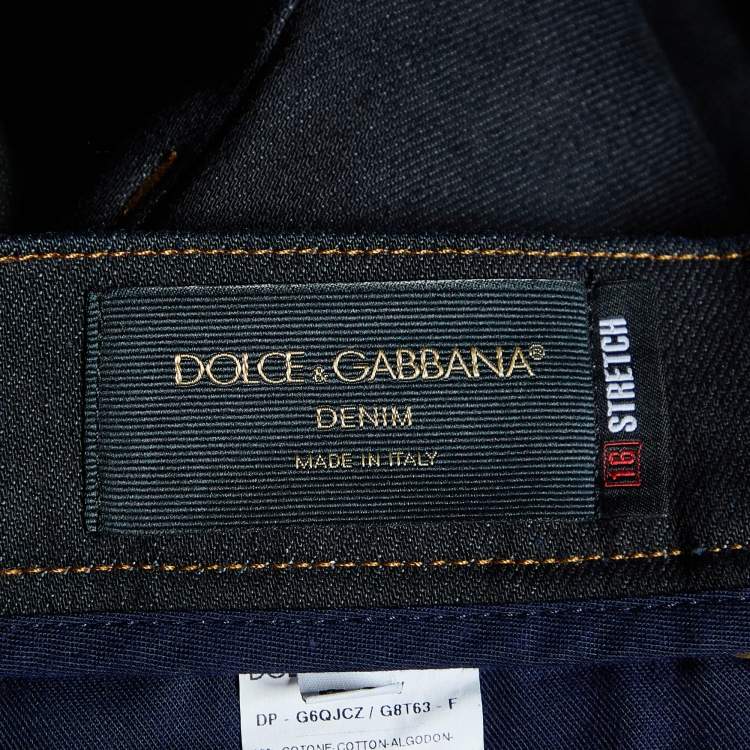 DOLCE & GABBANA®
DENIM
MADE IN ITALY
16 STRETCH
DP - G6QJCZ / G8T63 - F
COTONE-COTTON-ALGODON-